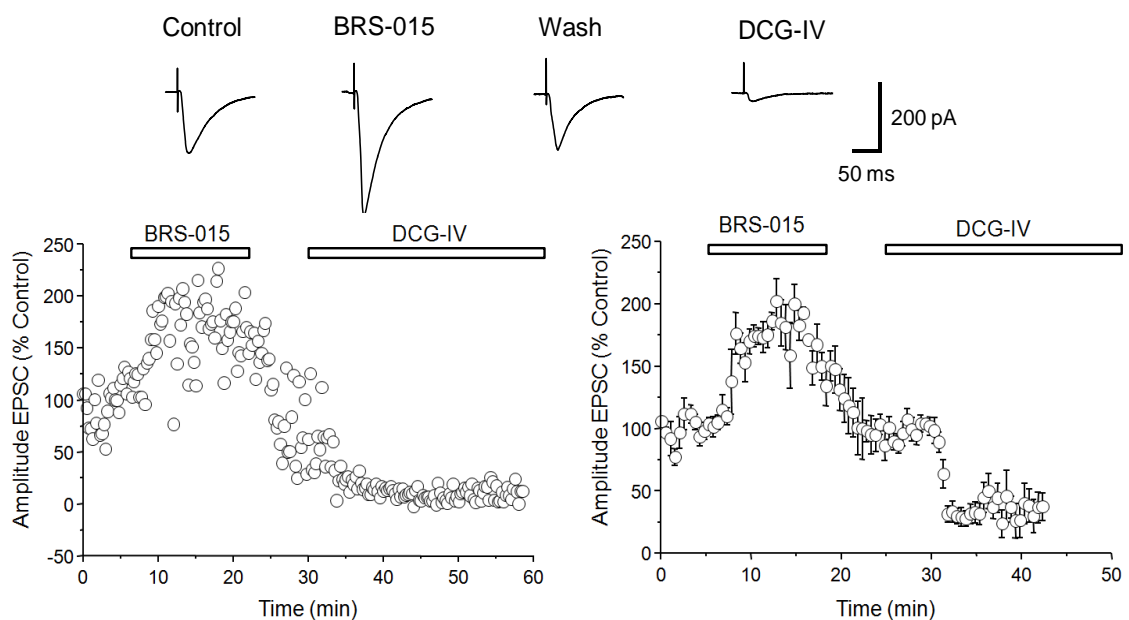 Control BRS-015 Wash DCG-IV
200 pA
50 ms
BRS-015 DCG-IV
Amplitude EPSC (% Control)
250
200
150
100
50
0
-50
0 10 20 30 40 50 60
Time (min)
BRS-015 DCG-IV
Amplitude EPSC (% Control)
250
200
150
100
50
0
0 10 20 30 40 50
Time (min)